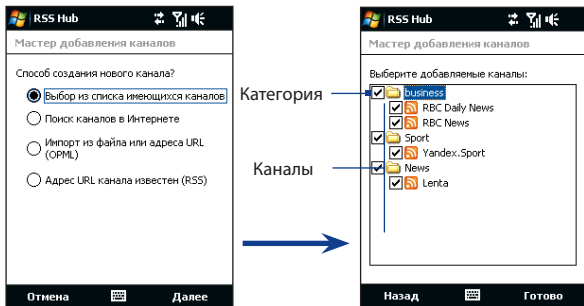 RSS Hub
Мастер добавления каналов
Способ создания нового канала?
Выбор из списка имеющихся каналов
Поиск каналов в Интернете
Импорт из файла или адреса URL
(OPML)
Адрес URL канала известен (RSS)
Отмена
Далее
Категория
Каналы
RSS Hub
Мастер добавления каналов
Выберите добавляемые каналы:
business
RBC Daily News
RBC News
Sport
Yandex.Sport
News
Lenta
Назад
Готово